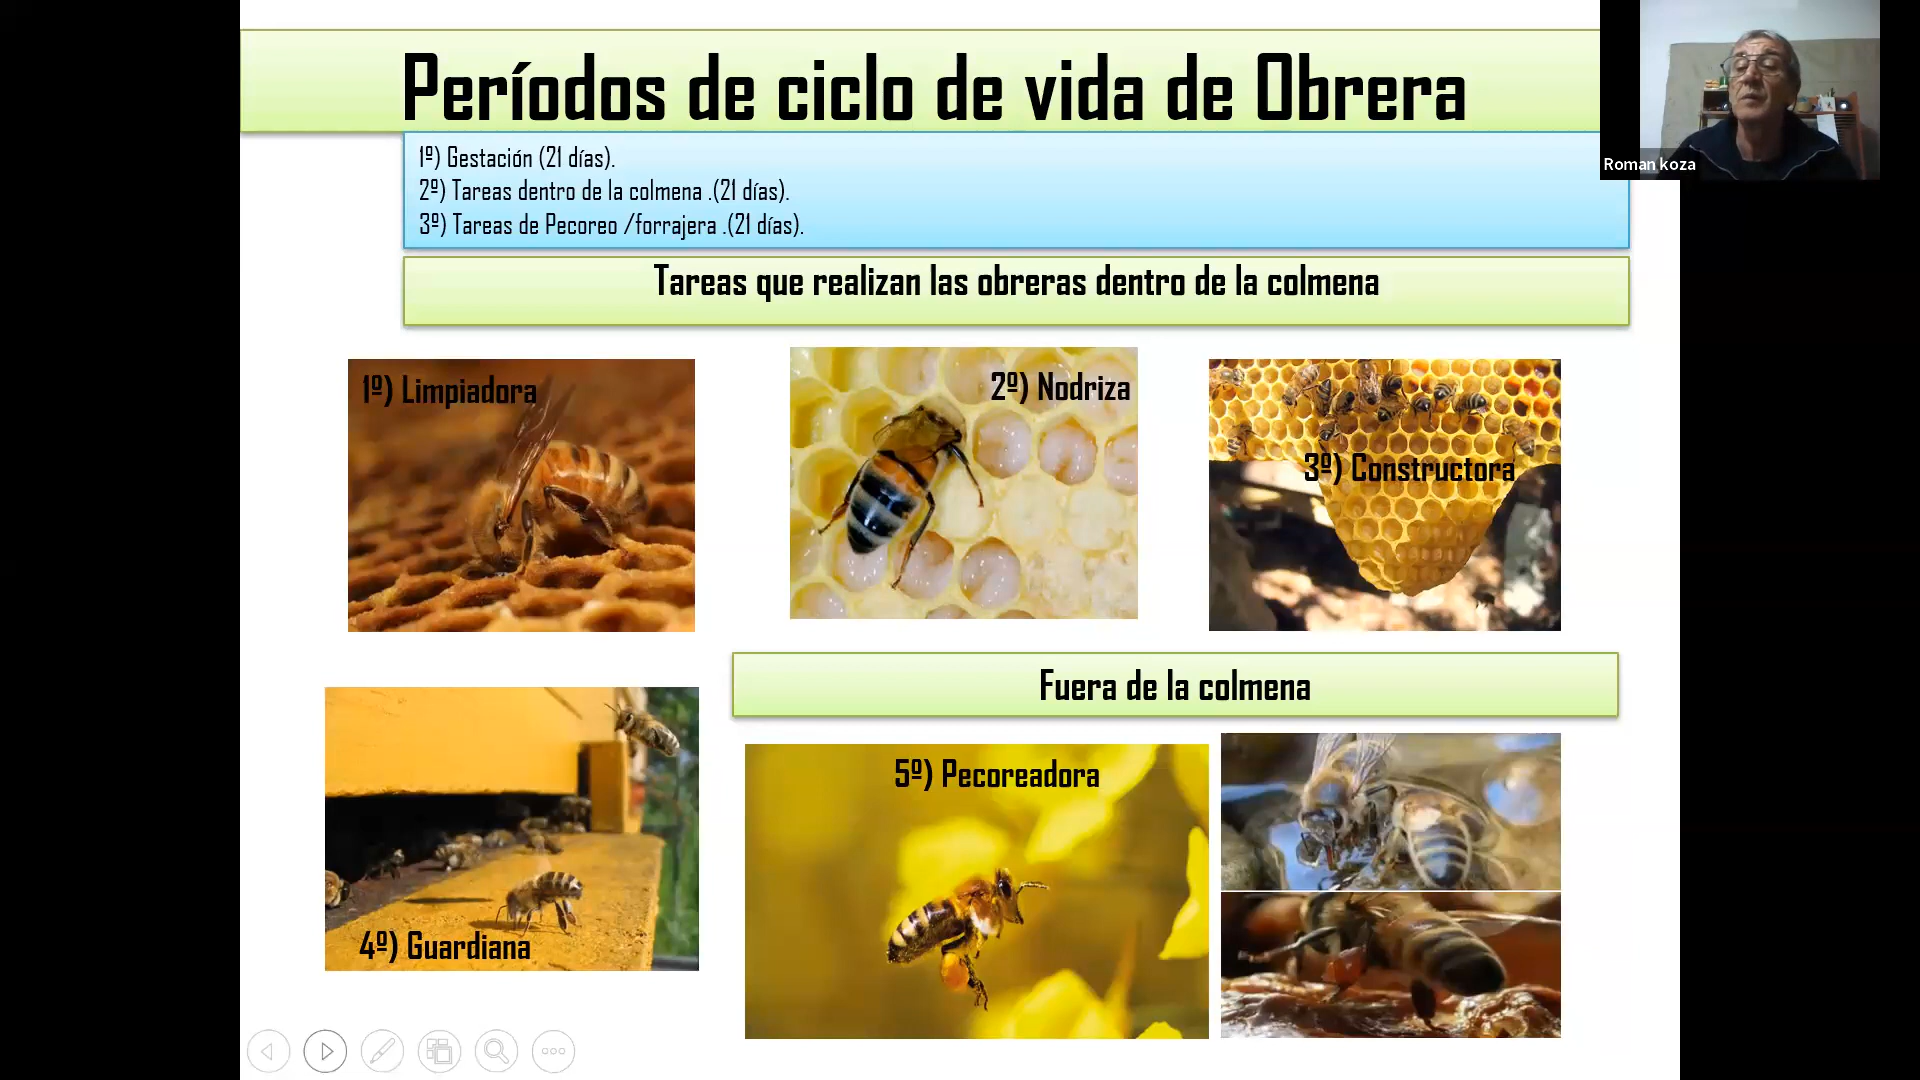 Períodos de ciclo de vida de Obrera
Roman koza
1º) Gestación (21 días).
2º) Tareas dentro de la colmena .(21 días).
3º) Tareas de Pecoreo /forrajera .(21 días).
Tareas que realizan las obreras dentro de la colmena
1º) Limpiadora
2º) Nodriza
3º) Constructora
Fuera de la colmena
4º) Guardiana
5º) Pecoreadora